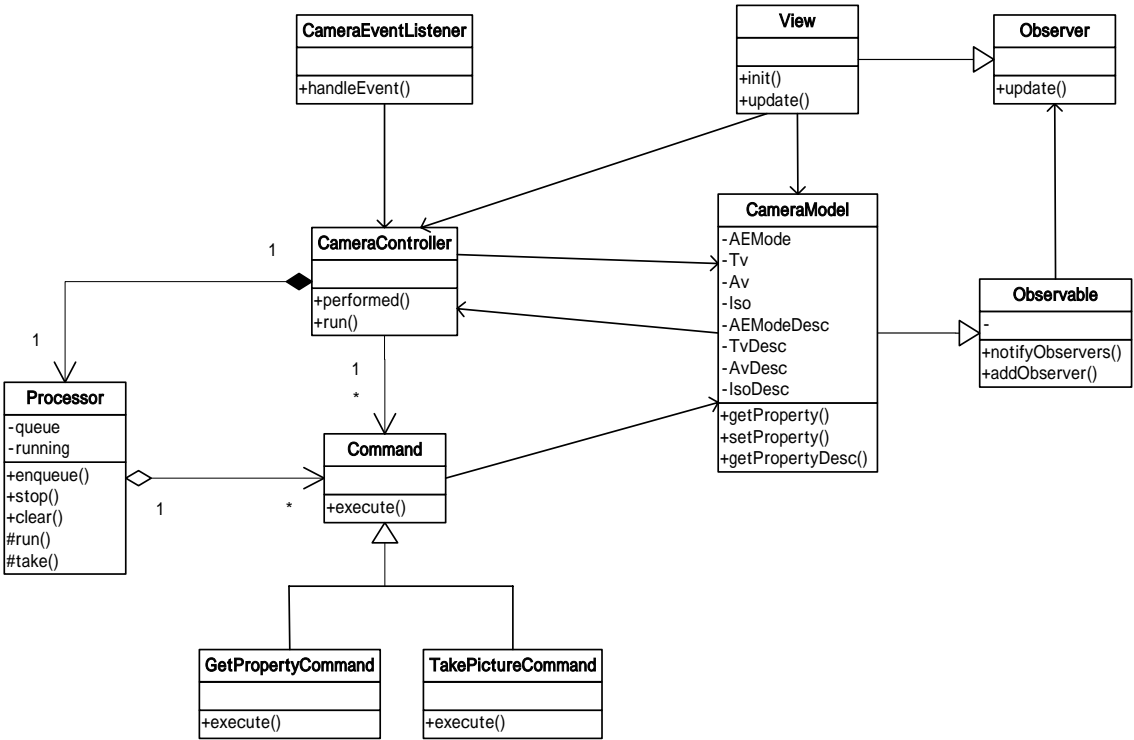 CameraEventListener
+handleEvent()
View
+init()
+update()
Observer
+update()
CameraModel
-AEMode
-Tv
-Av
-Iso
-AEModeDesc
-TvDesc
-AvDesc
-IsoDesc
+getProperty()
+setProperty()
+getPropertyDesc()
Observable
-
+notifyObservers()
+addObserver()
CameraController
+performed()
+run()
1
1
1
*
Processor
-queue
-running
+enqueue()
+stop()
+clear()
#run()
#take()
1
*
Command
+execute()
GetPropertyCommand
+execute()
TakePictureCommand
+execute()